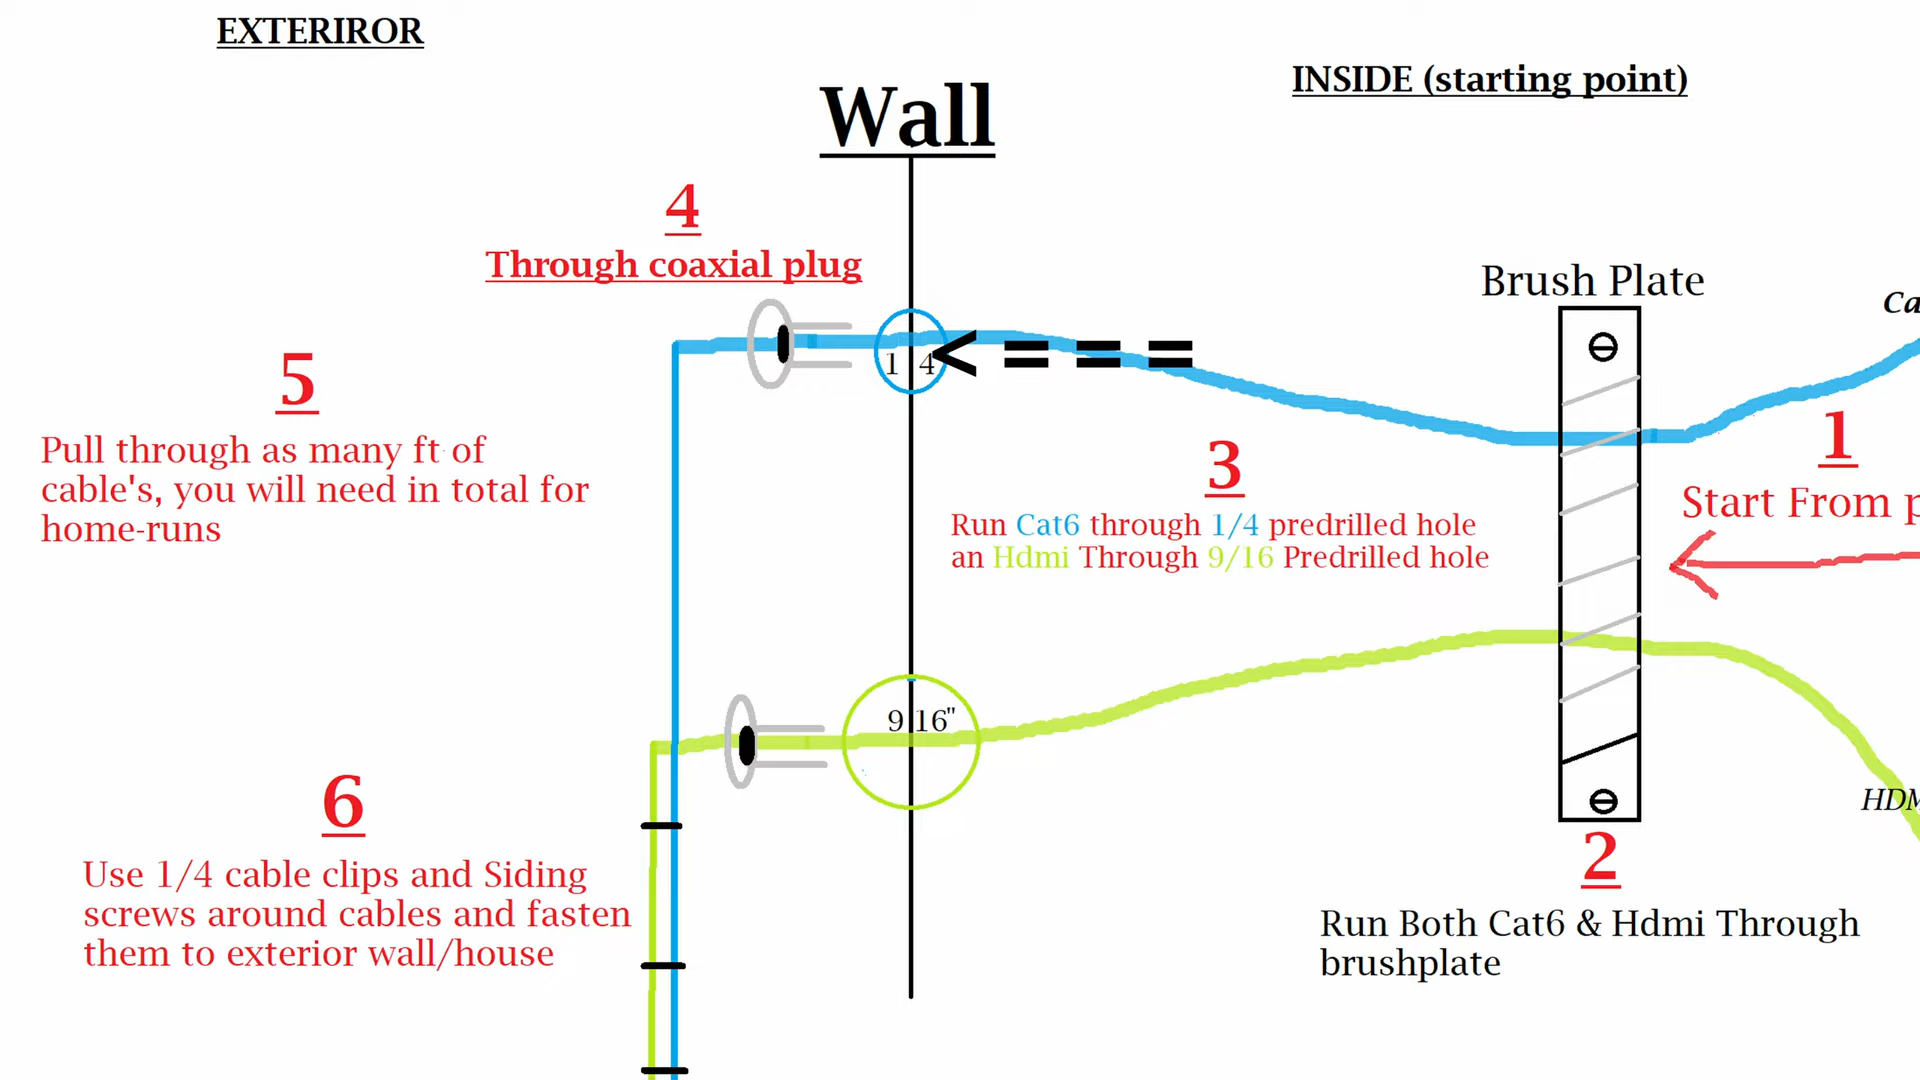 EXTERIROR
INSIDE (starting point)
Wall
4
Through coaxial plug
Brush Plate
1 4
< = = =
5
Pull through as many ft of
cable's, you will need in total for
home-runs
1
Start From
3
Run Cat6 through 1/4 predrilled hole
an Hdmi Through 9/16 Predrilled hole
9 16"
6
Use 1/4 cable clips and Siding
screws around cables and fasten
them to exterior wall/house
2
Run Both Cat6 & Hdmi Through
brushplate